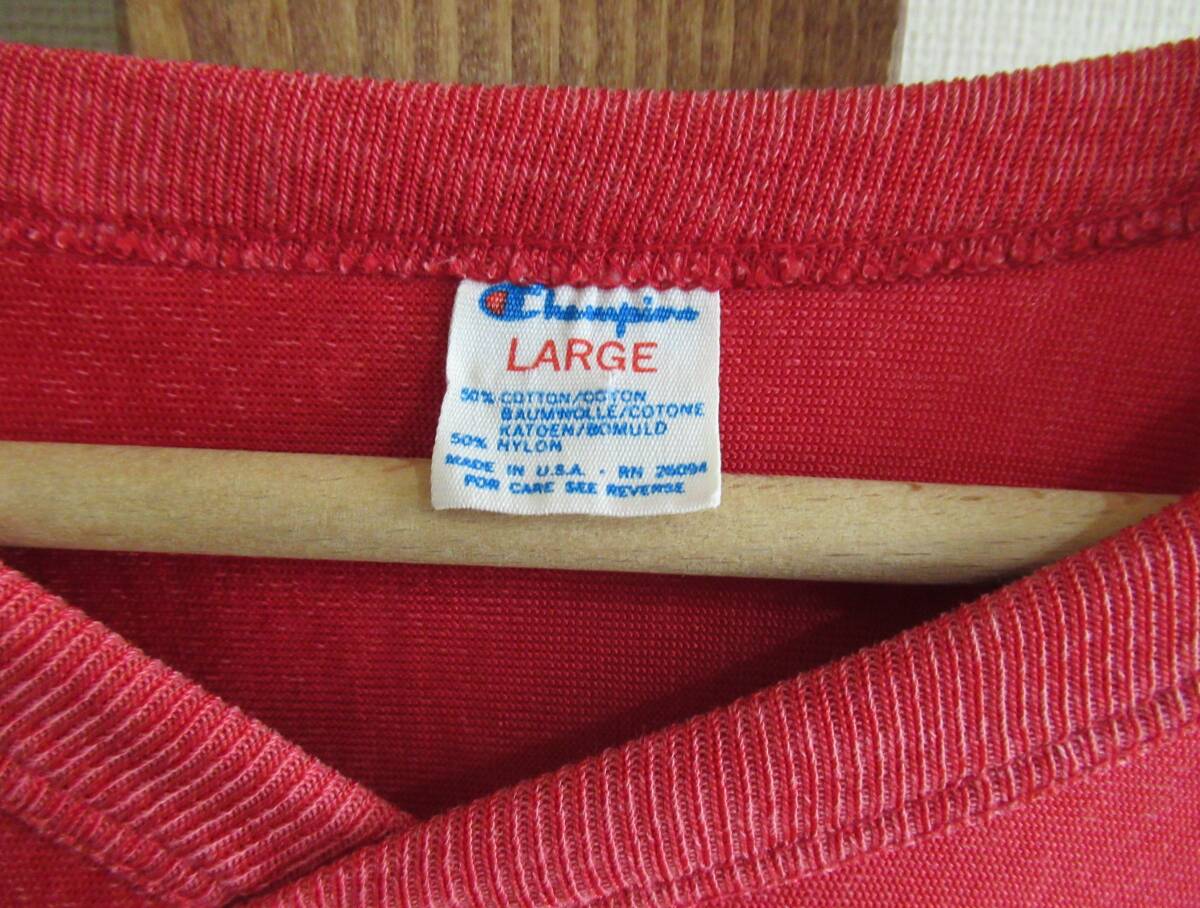 Champion
LARGE
50% COTTON/COTON
BAUMWOLLE/COTONE
KATOEN/BOMULD
50% NYLON
MADE IN U.S.A. · RN 26094
FOR CARE SEE REVERSE